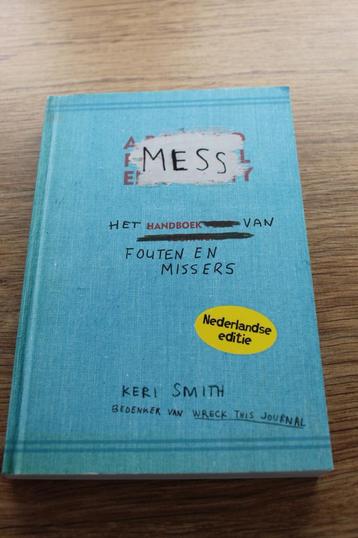 MESS
HET HANDBOEK VAN
FOUTEN EN
MISSERS
Nederlandse
editie
KERI SMITH
BEDENKER VAN WRECK THIS JOURNAL